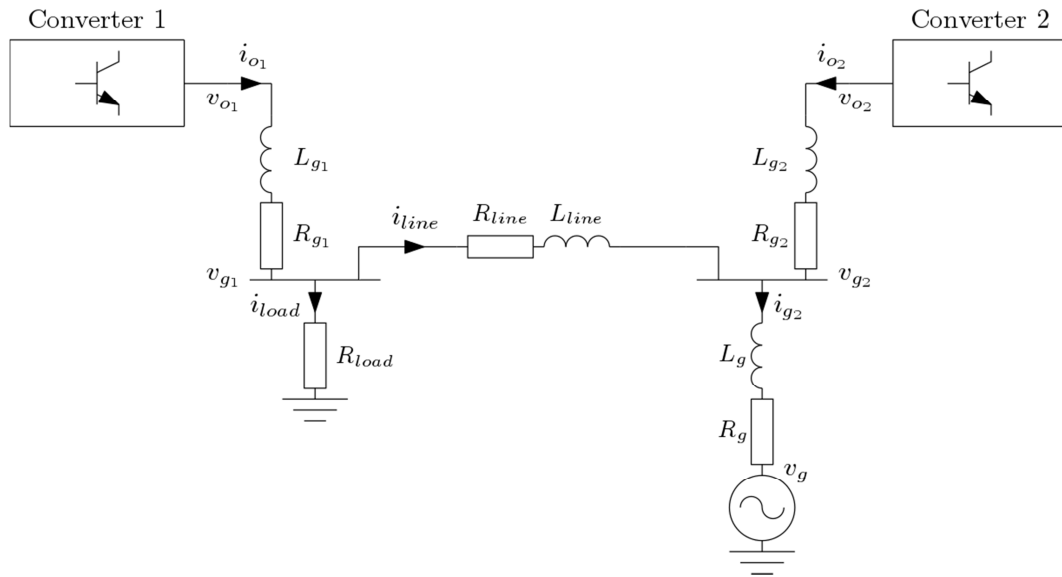 Converter 1
Converter 2
i_{o_1}
i_{o_2}
v_{o_1}
v_{o_2}
L_{g_1}
L_{g_2}
i_{line}
R_{line}
L_{line}
R_{g_1}
R_{g_2}
v_{g_1}
v_{g_2}
i_{load}
i_{g_2}
R_{load}
L_g
R_g
v_g